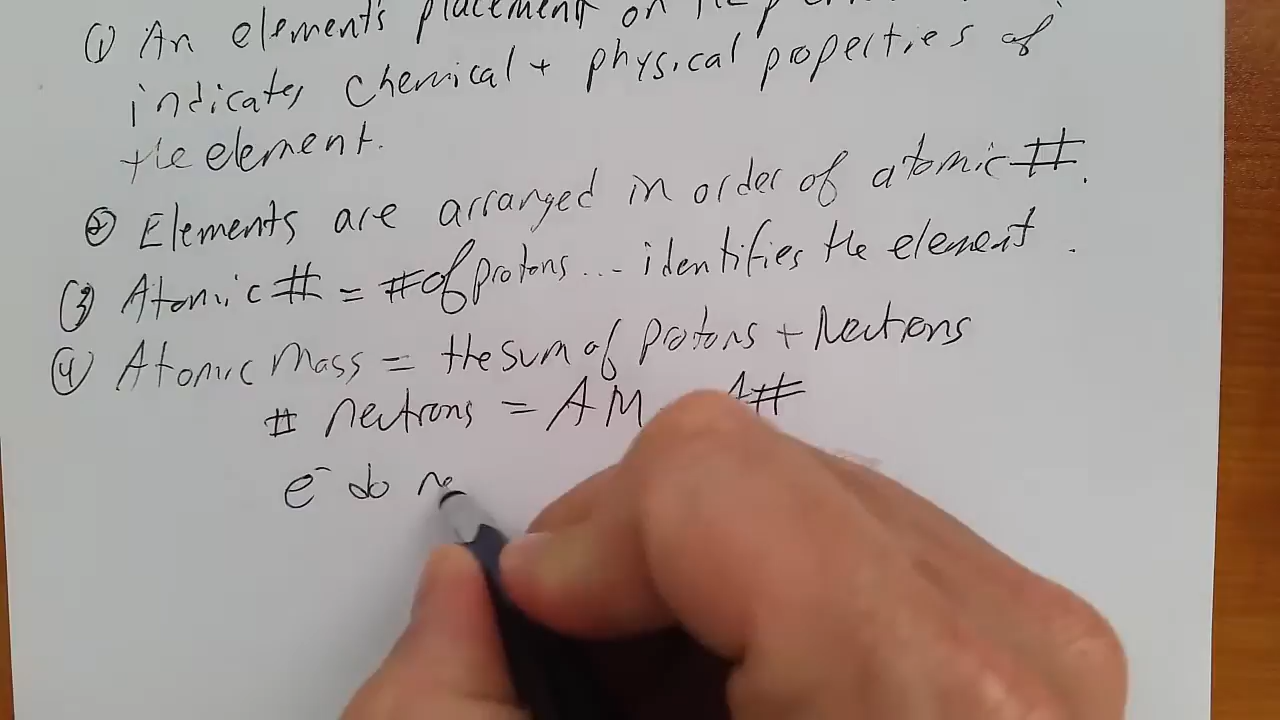 ① An element's placement on
indicates chemical + physical properties of
the element.
② Elements are arranged in order of atomic #.
③ Atomic # = # of protons... identifies the element.
④ Atomic Mass = the sum of protons + Neutrons
# neutrons = AM - A#
e⁻ do no